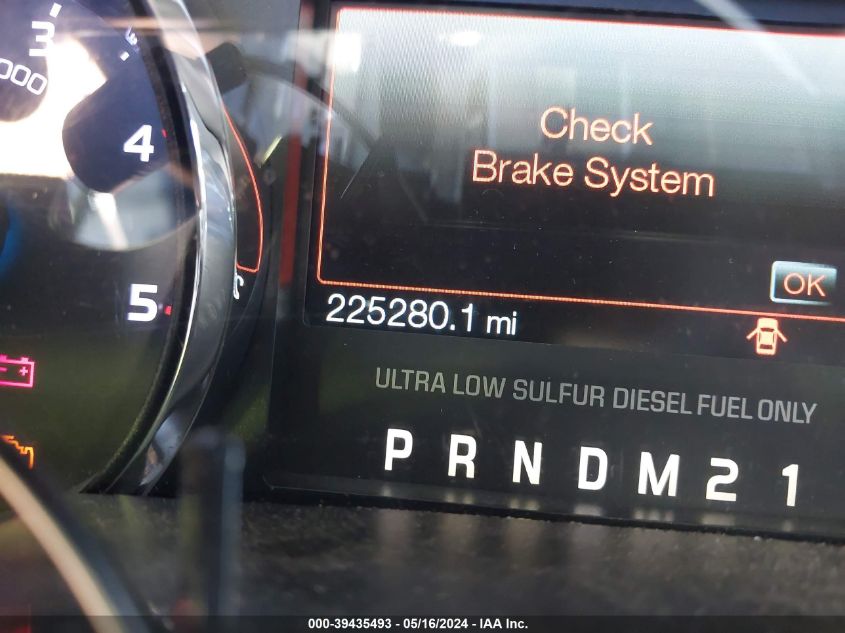 3
000
4
5
Check
Brake System
OK
225280.1 mi
ULTRA LOW SULFUR DIESEL FUEL ONLY
P R N D M 2 1
000-39435493 - 05/16/2024 - IAA Inc.